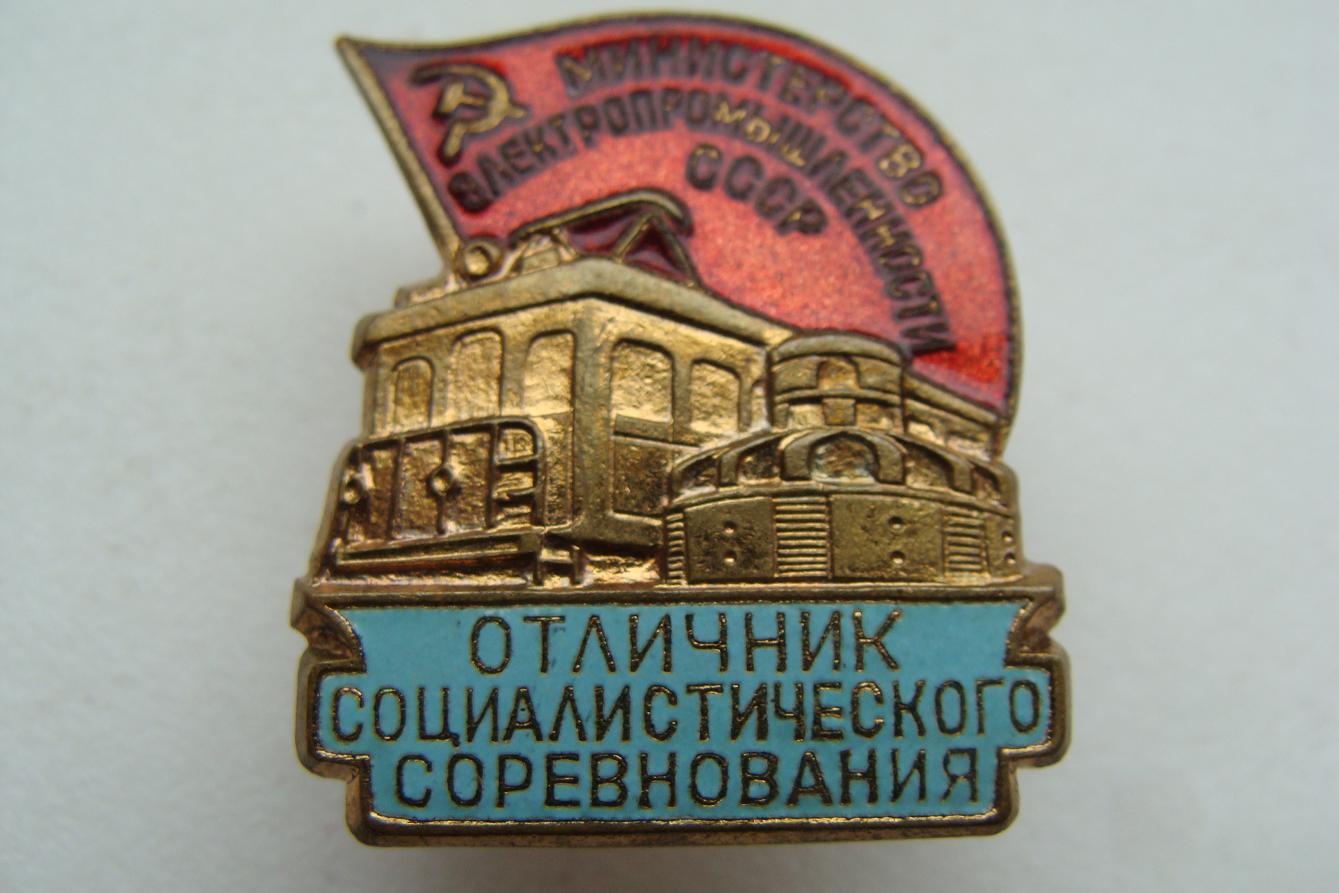 МИНИСТЕРСТВО
ЭЛЕКТРОПРОМЫШЛЕННОСТИ
СССР
ОТЛИЧНИК
СОЦИАЛИСТИЧЕСКОГО
СОРЕВНОВАНИЯ